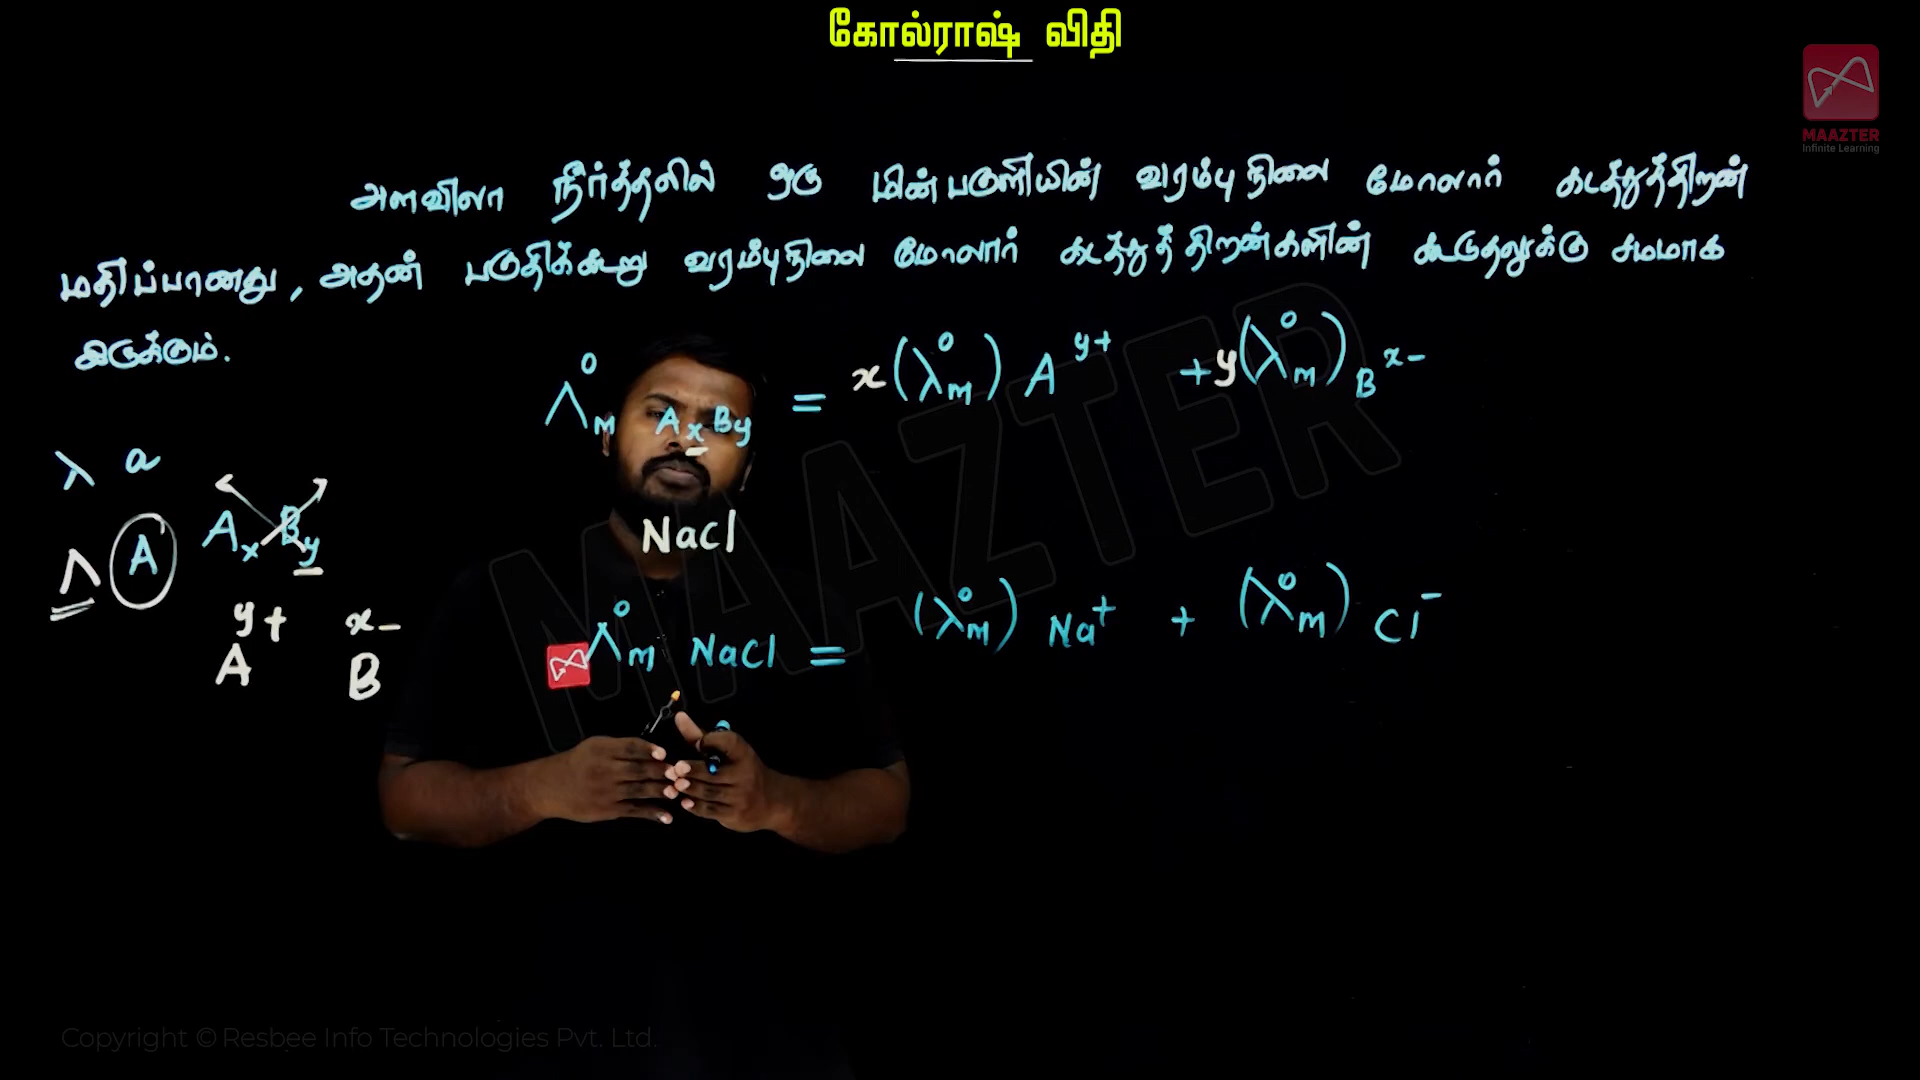 கோல்ராஷ் விதி
MAAZTER
Infinite Learning
அளவிலா நீர்த்தலில் ஒரு மின்பகுளியின் வரம்பு நிலை மோலார் கடத்துத்திறன்
மதிப்பானது, அதன் பகுதிக்கூறு வரம்பு நிலை மோலார் கடத்துத் திறன்களின் கூடுதலுக்கு சமமாக
இருக்கும்.
Λ°m AxBy = x(λ°m) A^y+ + y(λ°m) B^x-
λ a
Λ A AxBy
NaCl
y+ x-
A B
Λ°m NaCl = (λ°m) Na+ + (λ°m) Cl-
MAAZTER
Copyright © Resbee Info Technologies Pvt. Ltd.